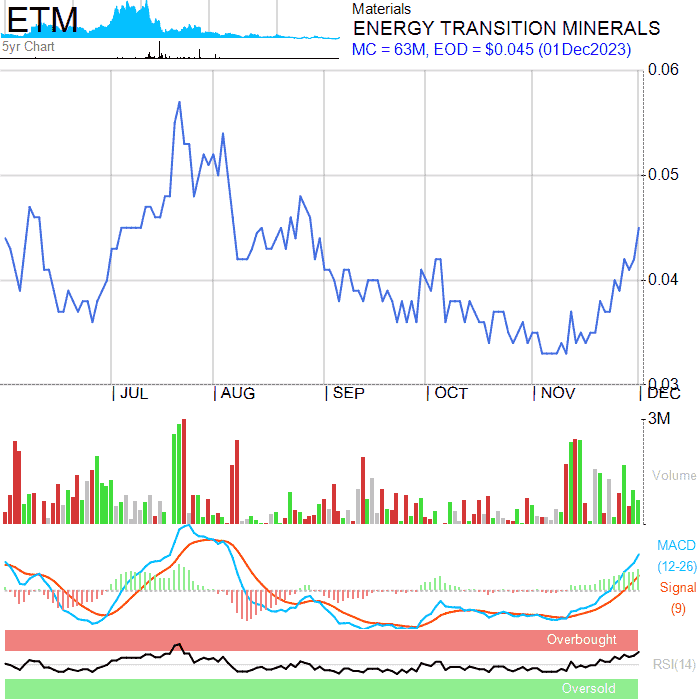 ETM
5yr Chart
Materials
ENERGY TRANSITION MINERALS
MC = 63M, EOD = $0.045 (01Dec2023)
0.06
0.05
0.04
0.03
JUL AUG SEP OCT NOV DEC
3M
Volume
MACD
(12-26)
Signal
(9)
Overbought
RSI(14)
Oversold